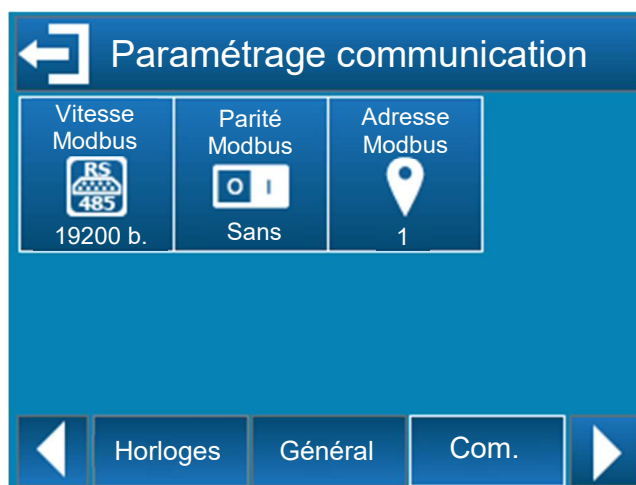 Paramétrage communication
Vitesse
Modbus
RS
485
19200 b.
Parité
Modbus
O I
Sans
Adresse
Modbus
1
Horloges
Général
Com.